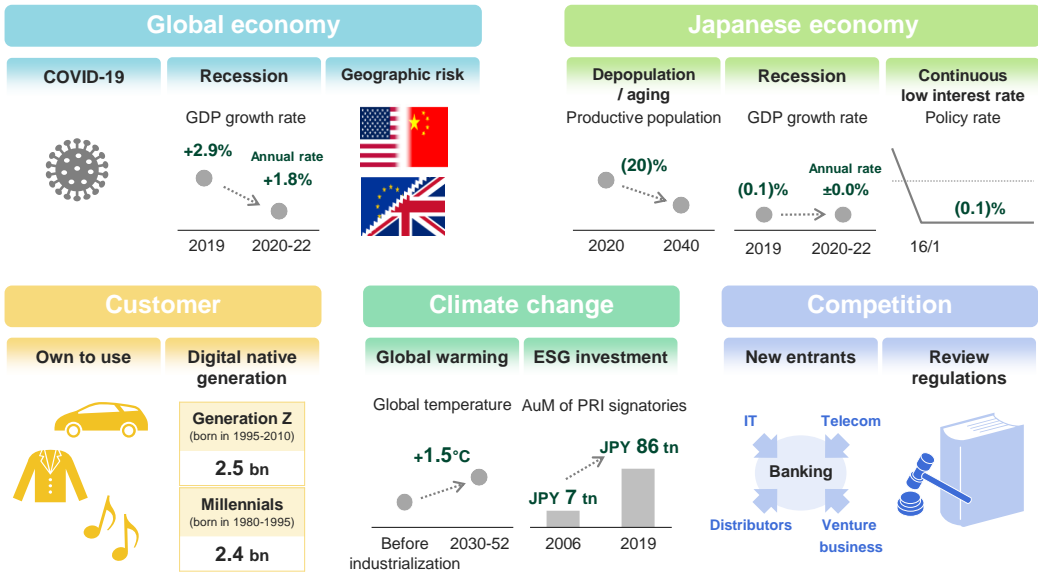 Global economy
COVID-19
Recession
GDP growth rate
+2.9%
Annual rate
+1.8%
2019
2020-22
Geographic risk
Japanese economy
Depopulation
/ aging
Productive population
(20)%
2020
2040
Recession
GDP growth rate
(0.1)%
Annual rate
±0.0%
2019
2020-22
Continuous
low interest rate
Policy rate
(0.1)%
16/1
Customer
Own to use
Digital native
generation
Generation Z
(born in 1995-2010)
2.5 bn
Millennials
(born in 1980-1995)
2.4 bn
Climate change
Global warming
Global temperature
+1.5°C
Before
industrialization
2030-52
ESG investment
AuM of PRI signatories
JPY 86 tn
JPY 7 tn
2006
2019
Competition
New entrants
IT
Telecom
Banking
Distributors
Venture
business
Review
regulations